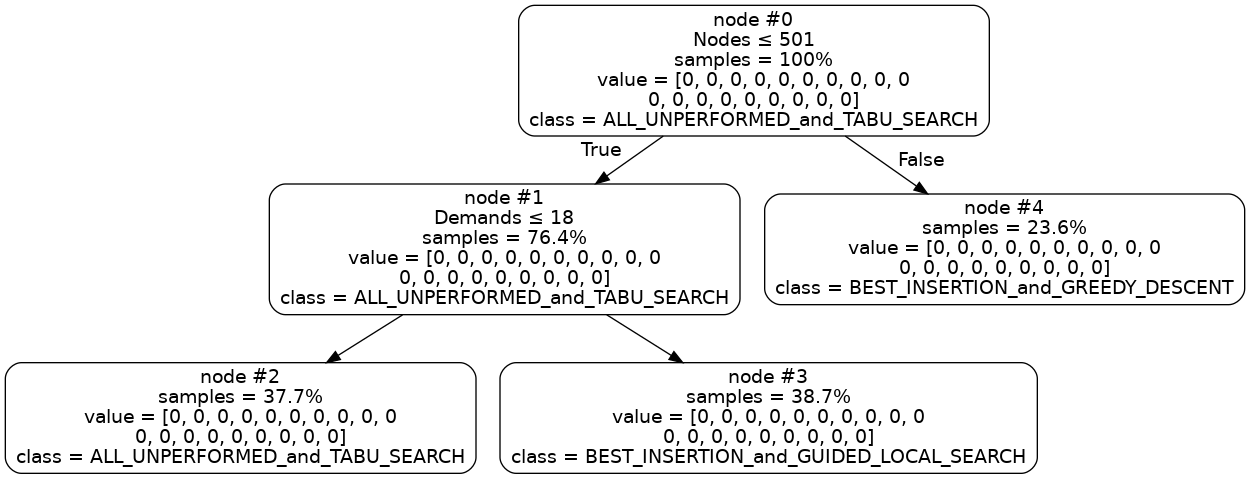 node #0
Nodes ≤ 501
samples = 100%
value = [0, 0, 0, 0, 0, 0, 0, 0, 0, 0
0, 0, 0, 0, 0, 0, 0, 0, 0]
class = ALL_UNPERFORMED_and_TABU_SEARCH
True
False
node #1
Demands ≤ 18
samples = 76.4%
value = [0, 0, 0, 0, 0, 0, 0, 0, 0, 0
0, 0, 0, 0, 0, 0, 0, 0, 0]
class = ALL_UNPERFORMED_and_TABU_SEARCH
node #4
samples = 23.6%
value = [0, 0, 0, 0, 0, 0, 0, 0, 0, 0
0, 0, 0, 0, 0, 0, 0, 0, 0]
class = BEST_INSERTION_and_GREEDY_DESCENT
node #2
samples = 37.7%
value = [0, 0, 0, 0, 0, 0, 0, 0, 0, 0
0, 0, 0, 0, 0, 0, 0, 0, 0]
class = ALL_UNPERFORMED_and_TABU_SEARCH
node #3
samples = 38.7%
value = [0, 0, 0, 0, 0, 0, 0, 0, 0, 0
0, 0, 0, 0, 0, 0, 0, 0, 0]
class = BEST_INSERTION_and_GUIDED_LOCAL_SEARCH